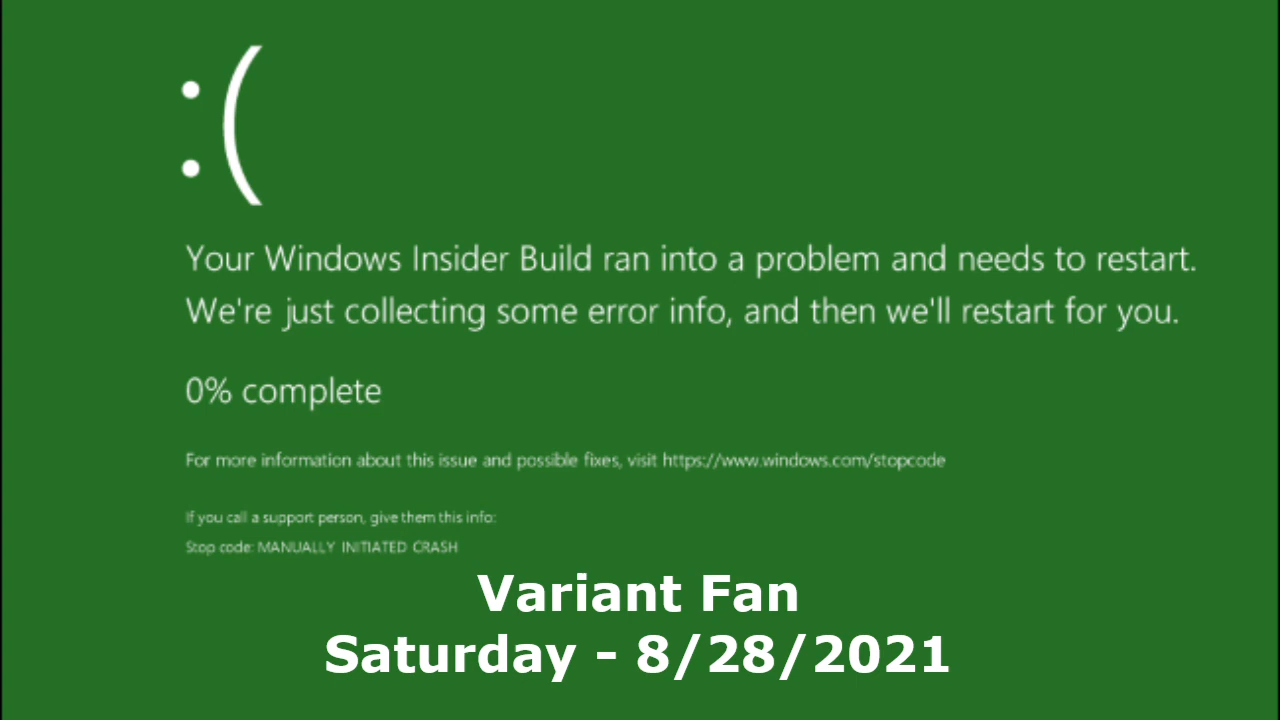 :(
Your Windows Insider Build ran into a problem and needs to restart.
We're just collecting some error info, and then we'll restart for you.
0% complete
For more information about this issue and possible fixes, visit https://www.windows.com/stopcode
If you call a support person, give them this info:
Stop code: MANUALLY INITIATED CRASH
Variant Fan
Saturday - 8/28/2021